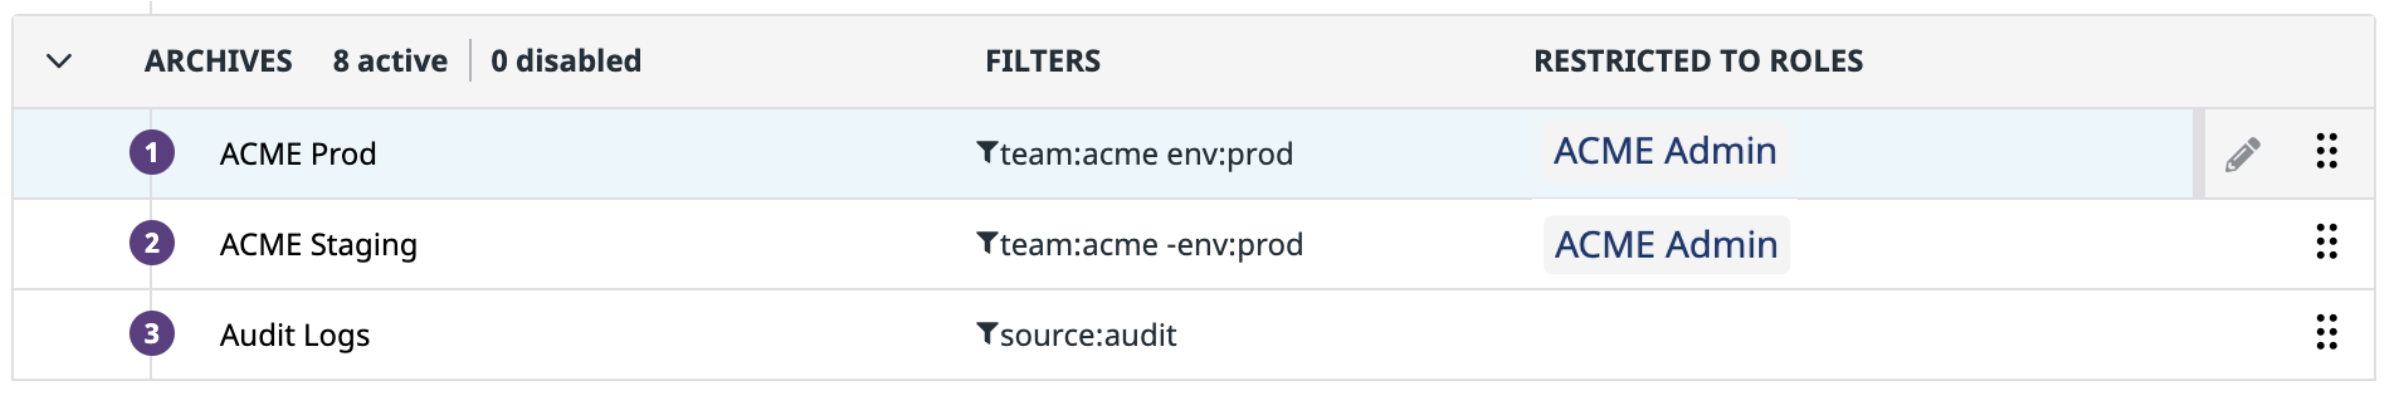 ARCHIVES 8 active 0 disabled FILTERS RESTRICTED TO ROLES
1 ACME Prod team:acme env:prod ACME Admin
2 ACME Staging team:acme -env:prod ACME Admin
3 Audit Logs source:audit